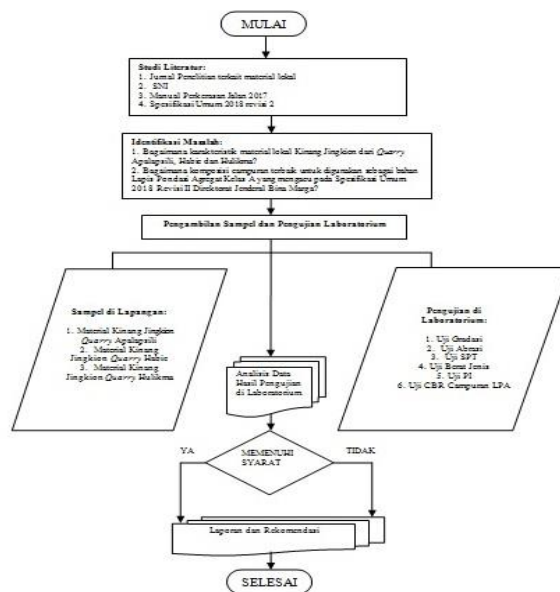 MULAI
Studi Literatur:
1. Jurnal Penelitian terkait material lokal
2. SNI
3. Manual Perkerasan Jalan 2017
4. Spesifikasi Umum 2018 revisi 2
Identifikasi Masalah:
1. Bagaimana karakteristik material lokal Kinang Jingkion dari Quarry
Apalapsili, Habie dan Hulikma?
2. Bagaimana komposisi campuran terbaik untuk digunakan sebagai bahan
Lapis Pondasi Agregat Kelas A yang mengacu pada Spesifikasi Umum
2018 Revisi II Direktorat Jenderal Bina Marga?
Pengambilan Sampel dan Pengujian Laboratorium
Sampel di Lapangan:
1. Material Kinang Jingkion
Quarry Apalapsili
2. Material Kinang
Jingkion Quarry Habie
3. Material Kinang
Jingkion Quarry Hulikma
Pengujian di
Laboratorium:
1. Uji Gradasi
2. Uji Abrasi
3. Uji SPT
4. Uji Berat Jenis
5. Uji PI
6. Uji CBR Campuran LPA
Analisis Data
Hasil Pengujian
di Laboratorium
YA
MEMENUHI
SYARAT
TIDAK
Laporan dan Rekomendasi
SELESAI